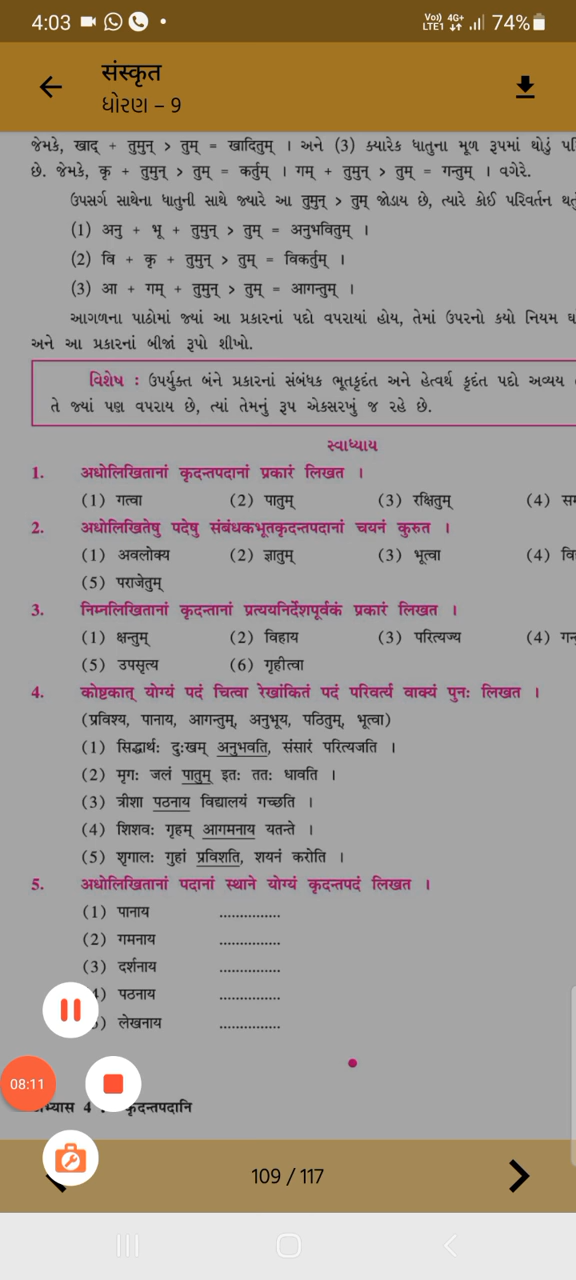 4:03
Vo) 4G+
LTE1
74%
संस्कृत
ધોરણ – 9
જેમકે, खाद् + तुमुन् > तुम् = खादितुम् । અને (3) ક્યારેક ધાતુના મૂળ રૂપમાં થોડું
છે. જેમકે, कृ + तुमुन् > तुम् = कर्तुम् । गम् + तुमुन् > तुम् = गन्तुम् । વગેરે.
ઉપસર્ગ સાથેના ધાતુની સાથે જ્યારે આ तुमुन् > तुम् જોડાય છે, ત્યારે કોઈ પરિવર્તન
(1) अनु + भू + तुमुन् > तुम् = अनुभवितुम् ।
(2) वि + कृ + तुमुन् > तुम् = विकर्तुम् ।
(3) आ + गम् + तुमुन् > तुम् = आगन्तुम् ।
આગળના પાઠોમાં જ્યાં આ પ્રકારનાં પદો વપરાયાં હોય, તેમાં ઉપરનો કયો નિયમ
અને આ પ્રકારનાં બીજાં રૂપો શીખો.
વિશેષ : ઉપર્યુક્ત બંને પ્રકારનાં સંબંધક ભૂતકૃદંત અને હેત્વર્થ કૃદંત પદો અવ્યય
તે જ્યાં પણ વપરાય છે, ત્યાં તેમનું રૂપ એકસરખું જ રહે છે.
સ્વાધ્યાય
1. अधोलिखितानां कृदन्तपदानां प्रकारं लिखत ।
(1) गत्वा (2) पातुम् (3) रक्षितुम् (4)
2. अधोलिखितेषु पदेषु संबंधकभूतकृदन्तपदानां चयनं कुरुत ।
(1) अवलोक्य (2) ज्ञातुम् (3) भूत्वा (4)
(5) पराजेतुम्
3. निम्नलिखितानां कृदन्तानां प्रत्ययनिर्देशपूर्वकं प्रकारं लिखत ।
(1) क्षन्तुम् (2) विहाय (3) परित्यज्य (4)
(5) उपसृत्य (6) गृहीत्वा
4. कोष्टकात् योग्यं पदं चित्वा रेखांकितं पदं परिवर्त्य वाक्यं पुनः लिखत ।
(प्रविश्य, पानाय, आगन्तुम्, अनुभूय, पठितुम्, भूत्वा)
(1) सिद्धार्थः दुःखम् अनुभवति, संसारं परित्यजति ।
(2) मृगः जलं पातुम् इतः ततः धावति ।
(3) त्रीशा पठनाय विद्यालयं गच्छति ।
(4) शिशवः गृहम् आगमनाय यतन्ते ।
(5) शृगालः गुहां प्रविशति, शयनं करोति ।
5. अधोलिखितानां पदानां स्थाने योग्यं कृदन्तपदं लिखत ।
(1) पानाय ...............
(2) गमनाय ...............
(3) दर्शनाय ...............
पठनाय ...............
लेखनाय ...............
08:11
4 : कृदन्तपदानि
109 / 117